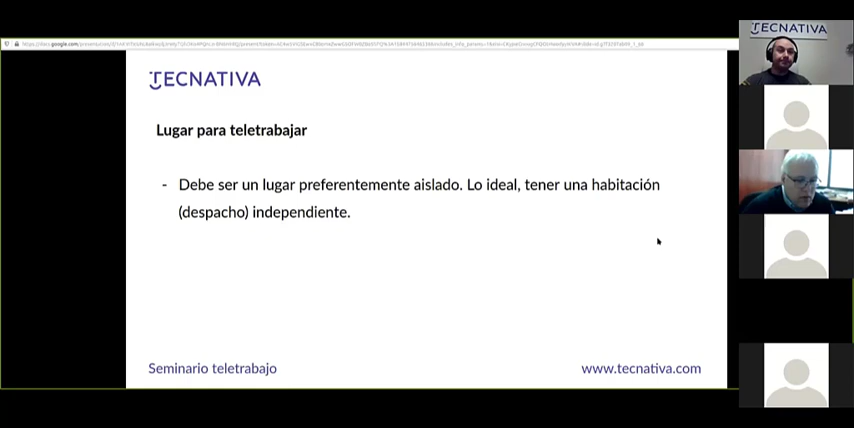 TECNATIVA
TECNATIVA
Lugar para teletrabajar
- Debe ser un lugar preferentemente aislado. Lo ideal, tener una habitación
(despacho) independiente.
Seminario teletrabajo
www.tecnativa.com